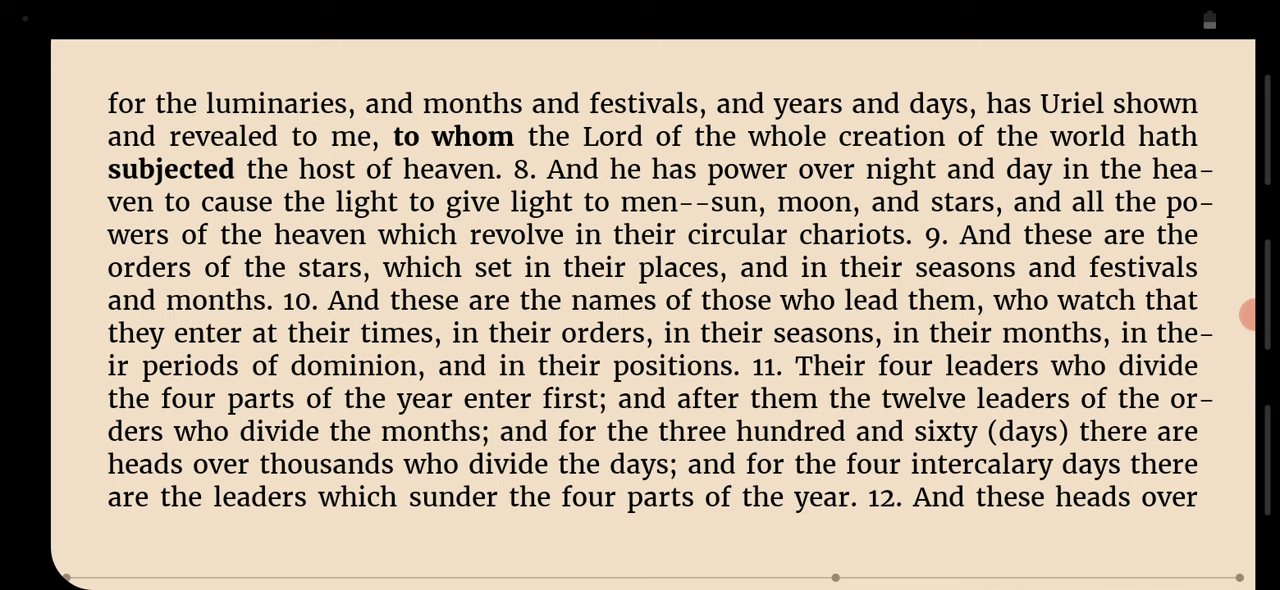 for the luminaries, and months and festivals, and years and days, has Uriel shown
and revealed to me, to whom the Lord of the whole creation of the world hath
subjected the host of heaven. 8. And he has power over night and day in the hea-
ven to cause the light to give light to men--sun, moon, and stars, and all the po-
wers of the heaven which revolve in their circular chariots. 9. And these are the
orders of the stars, which set in their places, and in their seasons and festivals
and months. 10. And these are the names of those who lead them, who watch that
they enter at their times, in their orders, in their seasons, in their months, in the-
ir periods of dominion, and in their positions. 11. Their four leaders who divide
the four parts of the year enter first; and after them the twelve leaders of the or-
ders who divide the months; and for the three hundred and sixty (days) there are
heads over thousands who divide the days; and for the four intercalary days there
are the leaders which sunder the four parts of the year. 12. And these heads over